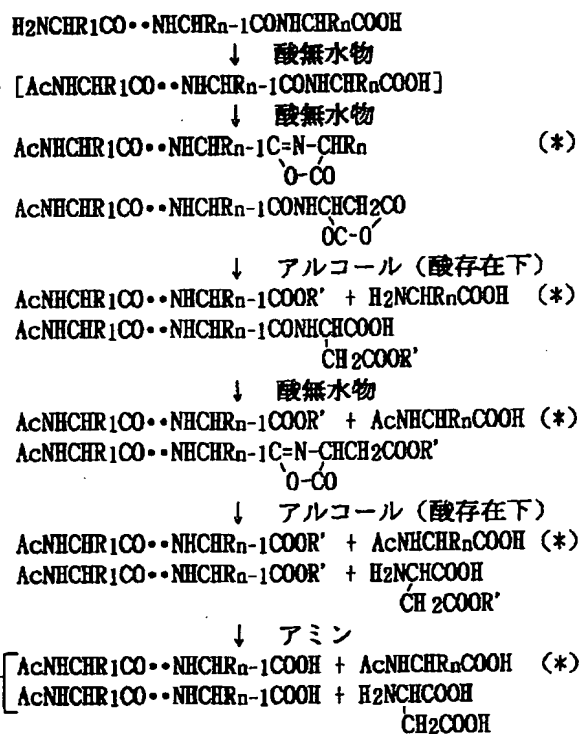 H2NCHR1CO••NHCHRn-1CONHCHRnCOOH
↓ 酸無水物
[AcNHCHR1CO••NHCHRn-1CONHCHRnCOOH]
↓ 酸無水物
AcNHCHR1CO••NHCHRn-1C=N-CHRn (*)
O-CO
AcNHCHR1CO••NHCHRn-1CONHCHCH2CO
OC-O
↓ アルコール (酸存在下)
AcNHCHR1CO••NHCHRn-1COOR' + H2NCHRnCOOH (*)
AcNHCHR1CO••NHCHRn-1CONHCHCOOH
CH2COOR'
↓ 酸無水物
AcNHCHR1CO••NHCHRn-1COOR' + AcNHCHRnCOOH (*)
AcNHCHR1CO••NHCHRn-1C=N-CHCH2COOR'
O-CO
↓ アルコール (酸存在下)
AcNHCHR1CO••NHCHRn-1COOR' + AcNHCHRnCOOH (*)
AcNHCHR1CO••NHCHRn-1COOR' + H2NCHCOOH
CH2COOR'
↓ アミン
AcNHCHR1CO••NHCHRn-1COOH + AcNHCHRnCOOH (*)
AcNHCHR1CO••NHCHRn-1COOH + H2NCHCOOH
CH2COOH